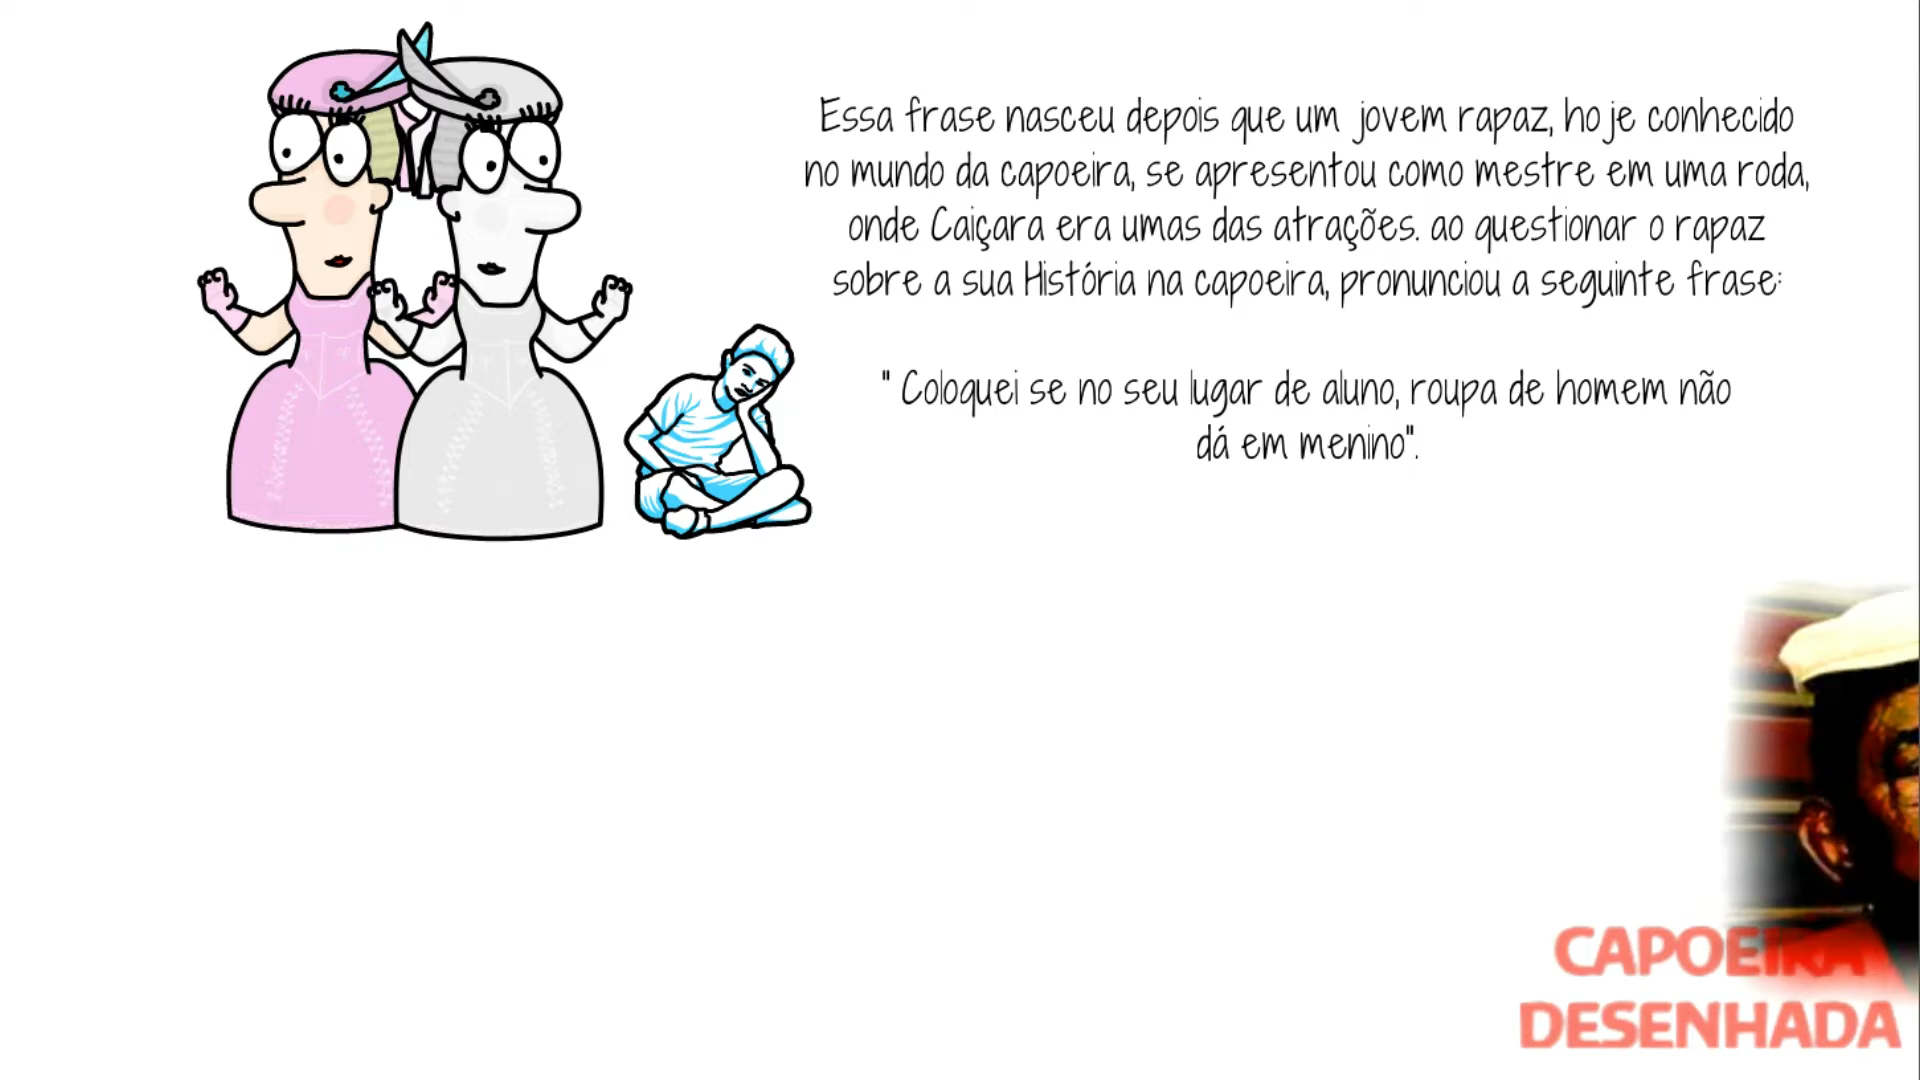 Essa frase nasceu depois que um jovem rapaz, hoje conhecido
no mundo da capoeira, se apresentou como mestre em uma roda,
onde Caiçara era umas das atrações. ao questionar o rapaz
sobre a sua História na capoeira, pronunciou a seguinte frase:
" Coloquei se no seu lugar de aluno, roupa de homem não
dá em menino".
CAPOEIRA
DESENHADA